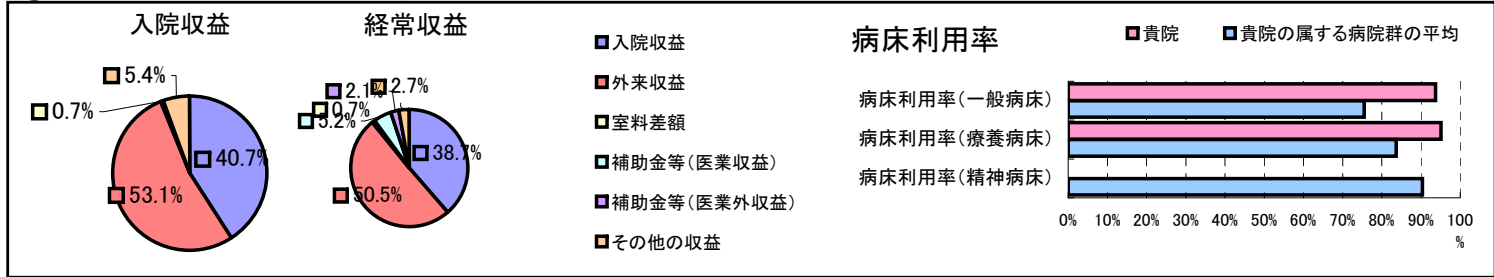 入院収益
5.4%
0.7%
40.7%
53.1%
経常収益
2.1%
2.7%
0.7%
5.2%
38.7%
50.5%
入院収益
外来収益
室料差額
補助金等(医業収益)
補助金等(医業外収益)
その他の収益
病床利用率
貴院
貴院の属する病院群の平均
病床利用率(一般病床)
病床利用率(療養病床)
病床利用率(精神病床)
0% 10% 20% 30% 40% 50% 60% 70% 80% 90% 100
%